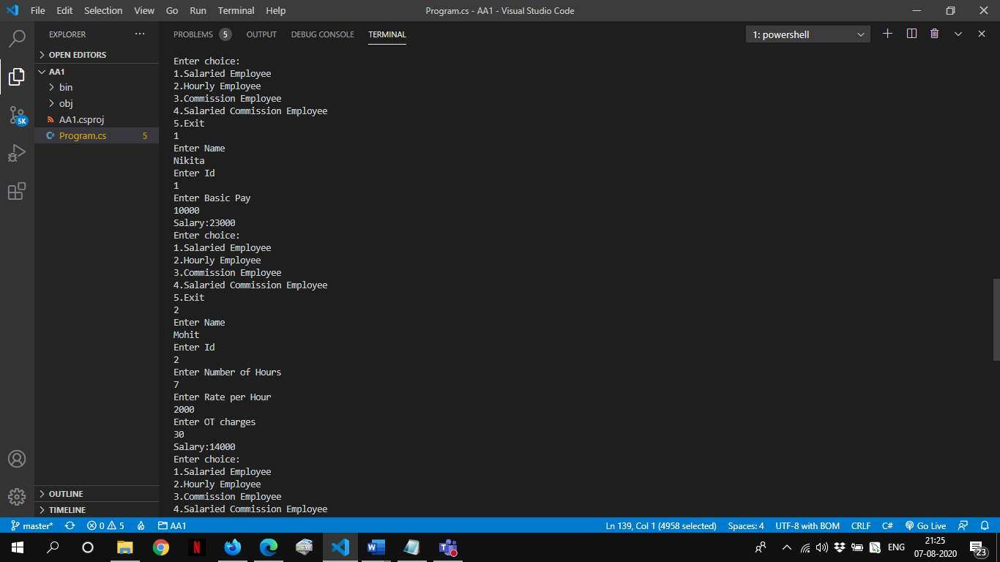 File Edit Selection View Go Run Terminal Help
Program.cs - AA1 - Visual Studio Code
EXPLORER
OPEN EDITORS
AA1
bin
obj
AA1.csproj
C# Program.cs 5
OUTLINE
TIMELINE
5K
PROBLEMS 5 OUTPUT DEBUG CONSOLE TERMINAL
1: powershell
Enter choice:
1.Salaried Employee
2.Hourly Employee
3.Commission Employee
4.Salaried Commission Employee
5.Exit
1
Enter Name
Nikita
Enter Id
1
Enter Basic Pay
10000
Salary:23000
Enter choice:
1.Salaried Employee
2.Hourly Employee
3.Commission Employee
4.Salaried Commission Employee
5.Exit
2
Enter Name
Mohit
Enter Id
2
Enter Number of Hours
7
Enter Rate per Hour
2000
Enter OT charges
30
Salary:14000
Enter choice:
1.Salaried Employee
2.Hourly Employee
3.Commission Employee
4.Salaried Commission Employee
master* 0 5 AA1 Ln 139, Col 1 (4958 selected) Spaces: 4 UTF-8 with BOM CRLF C# Go Live
N W T ENG 21:25
07-08-2020
23